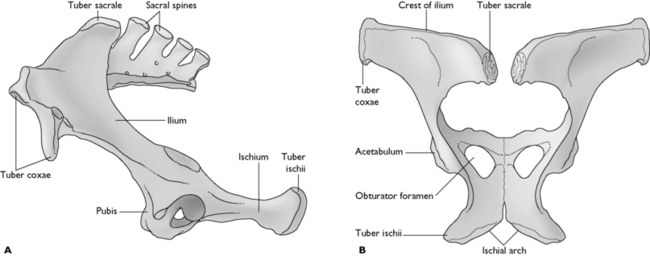 Tuber sacrale
Sacral spines
Ilium
Ischium
Tuber
ischii
Tuber coxae
Pubis
A
Crest of ilium
Tuber sacrale
Tuber
coxae
Acetabulum
Obturator foramen
Tuber ischii
Ischial arch
B